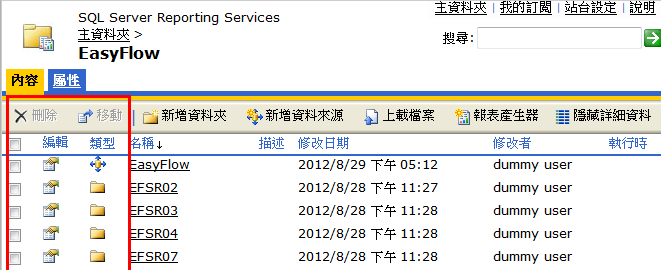 主資料夾 | 我的訂閱 | 站台設定 | 說明
SQL Server Reporting Services
主資料夾 >
搜尋:
EasyFlow
內容 屬性
刪除 移動 新增資料夾 新增資料來源 上載檔案 報表產生器 隱藏詳細資料
編輯 類型 名稱↓ 描述 修改日期 修改者 執行時
EasyFlow 2012/8/29 下午 05:12 dummy user
EFSR02 2012/8/28 下午 11:27 dummy user
EFSR03 2012/8/28 下午 11:28 dummy user
EFSR04 2012/8/28 下午 11:28 dummy user
EFSR07 2012/8/28 下午 11:28 dummy user